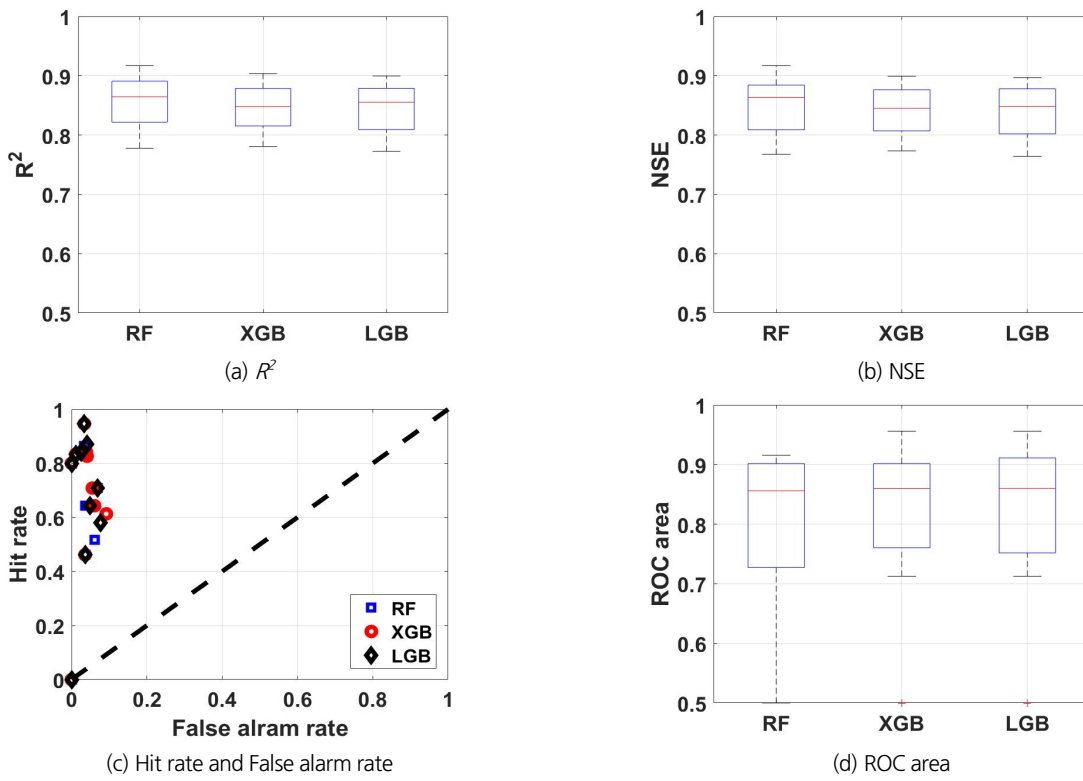 1
0.9
0.8
0.7
0.6
0.5
R²
RF XGB LGB
(a) R²
1
0.9
0.8
0.7
0.6
0.5
NSE
RF XGB LGB
(b) NSE
1
0.8
0.6
0.4
0.2
0
Hit rate
0 0.2 0.4 0.6 0.8 1
False alram rate
RF
XGB
LGB
(c) Hit rate and False alarm rate
1
0.9
0.8
0.7
0.6
0.5
ROC area
RF XGB LGB
(d) ROC area